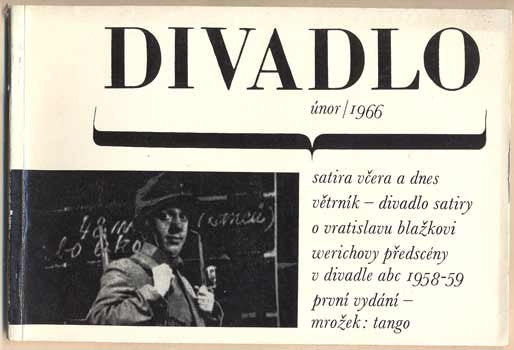 DIVADLO
únor/1966
satira včera a dnes
větrník – divadlo satiry
o vratislavu blažkovi
werichovy předscény
v divadle abc 1958-59
první vydání –
mrožek: tango